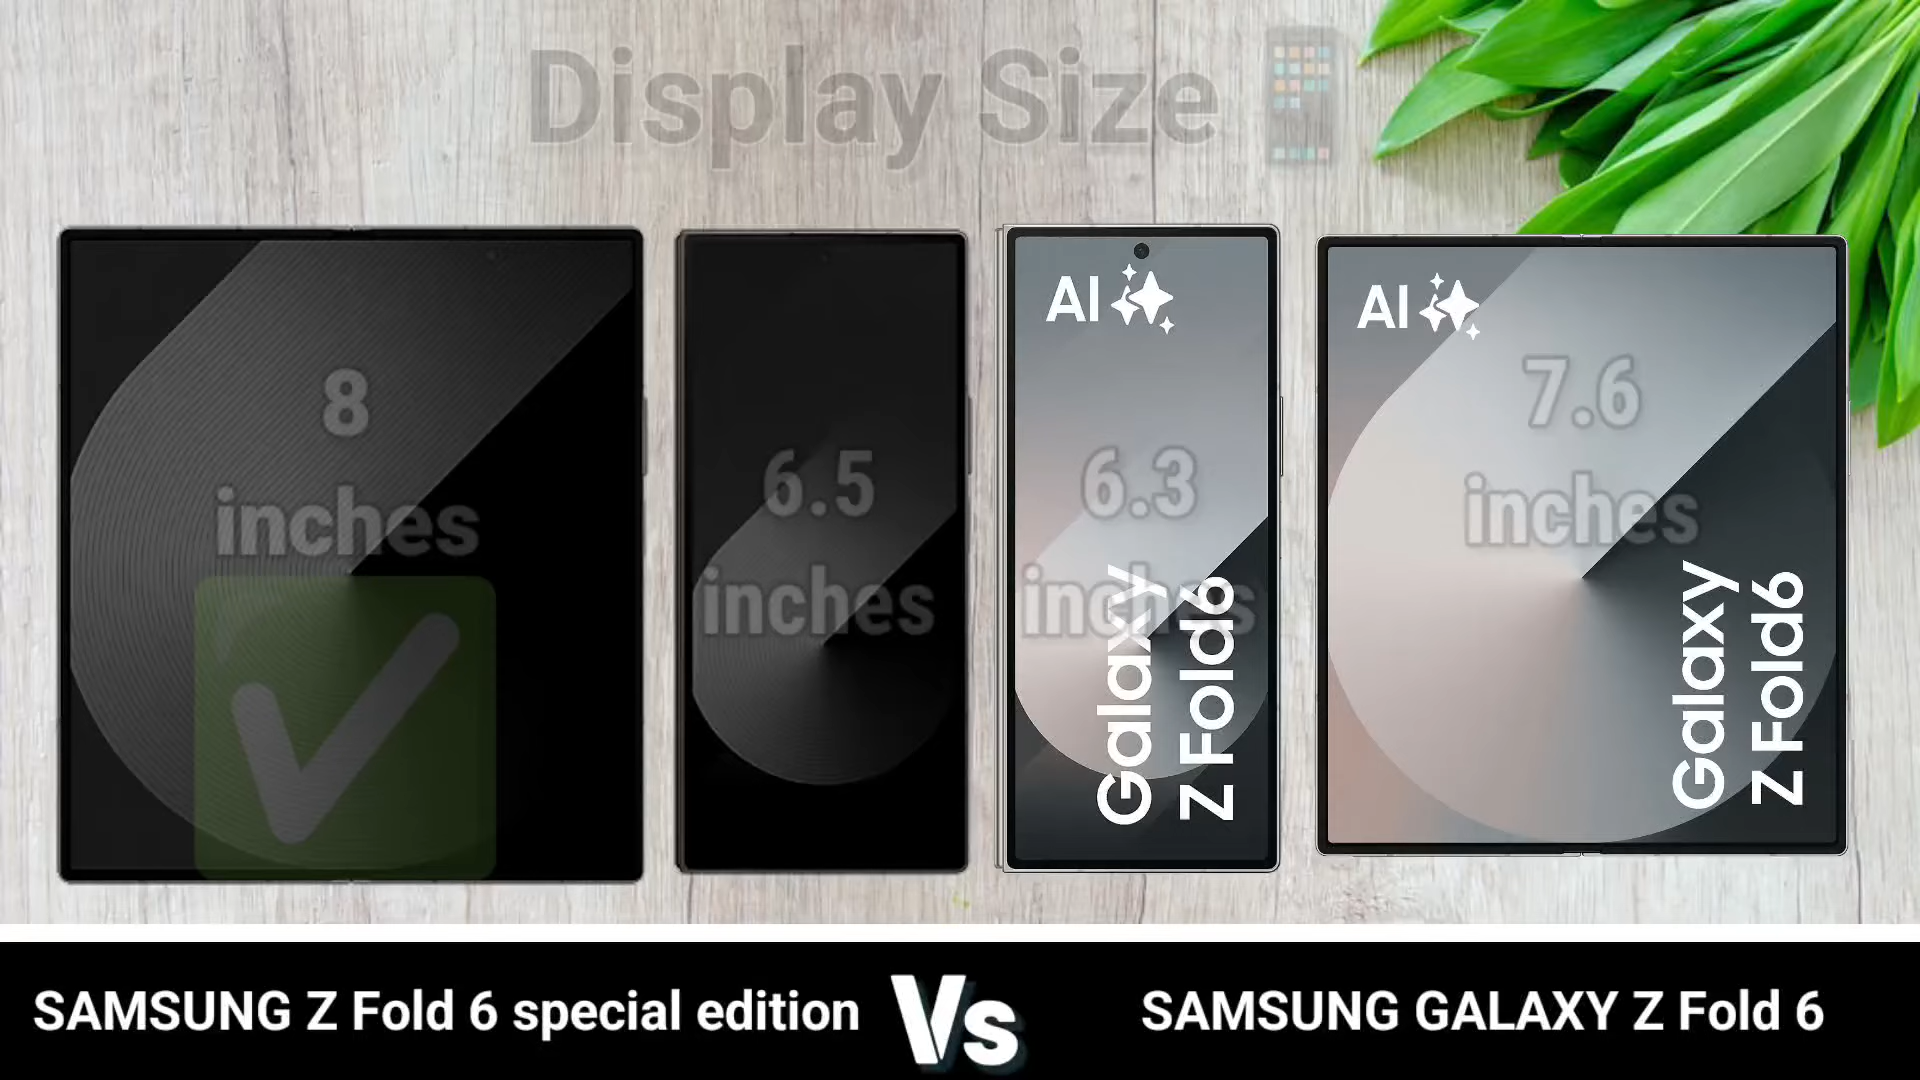 Display Size
8
inches
6.5
inches
AI
6.3
inches
Galaxy
Z Fold6
AI
7.6
inches
Galaxy
Z Fold6
SAMSUNG Z Fold 6 special edition
Vs
SAMSUNG GALAXY Z Fold 6